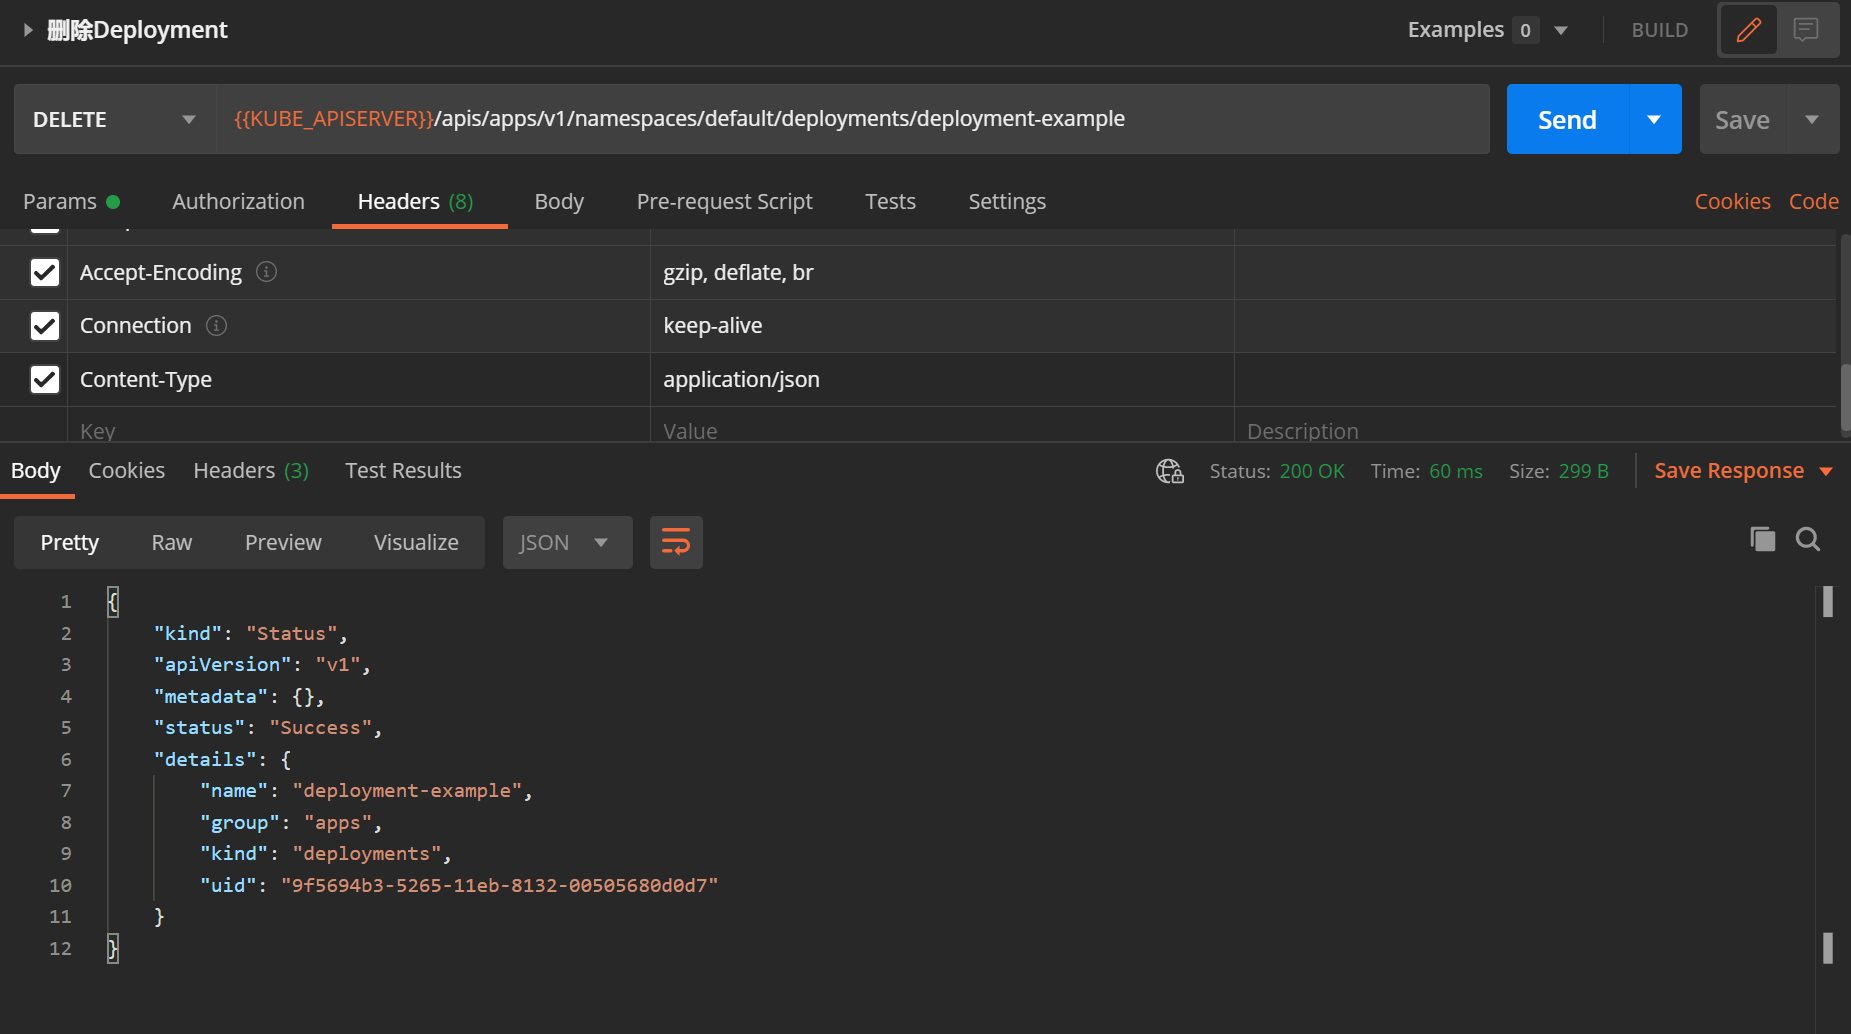 删除Deployment Examples 0 BUILD
DELETE {{KUBE_APISERVER}}/apis/apps/v1/namespaces/default/deployments/deployment-example Send Save
Params Authorization Headers (8) Body Pre-request Script Tests Settings Cookies Code
Accept-Encoding gzip, deflate, br
Connection keep-alive
Content-Type application/json
Key Value Description
Body Cookies Headers (3) Test Results Status: 200 OK Time: 60 ms Size: 299 B Save Response
Pretty Raw Preview Visualize JSON
1 {
2 "kind": "Status",
3 "apiVersion": "v1",
4 "metadata": {},
5 "status": "Success",
6 "details": {
7 "name": "deployment-example",
8 "group": "apps",
9 "kind": "deployments",
10 "uid": "9f5694b3-5265-11eb-8132-00505680d0d7"
11 }
12 }